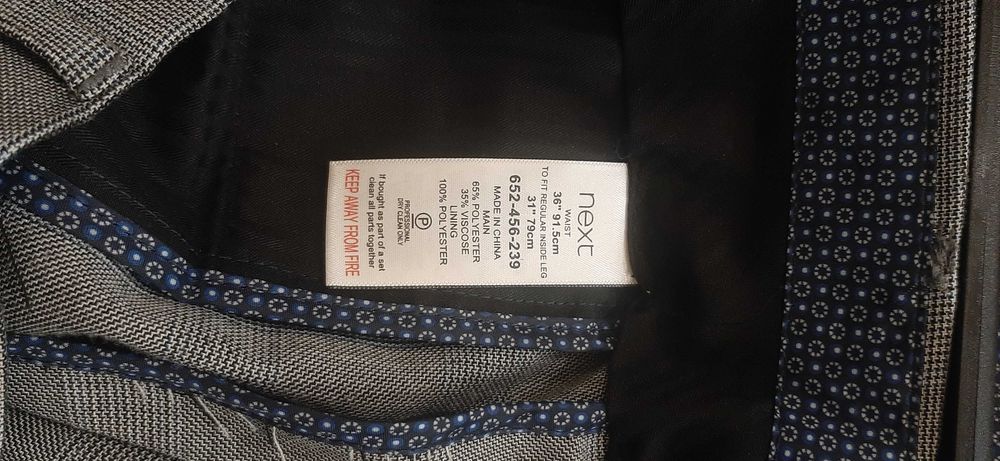 next
WAIST
36" 91.5cm
TO FIT REGULAR INSIDE LEG
31" 79cm
652-456-239
MADE IN CHINA
MAIN
65% POLYESTER
35% VISCOSE
LINING
100% POLYESTER
P
PROFESSIONAL
DRY CLEAN ONLY
If bought as part of a set
clean all parts together
KEEP AWAY FROM FIRE